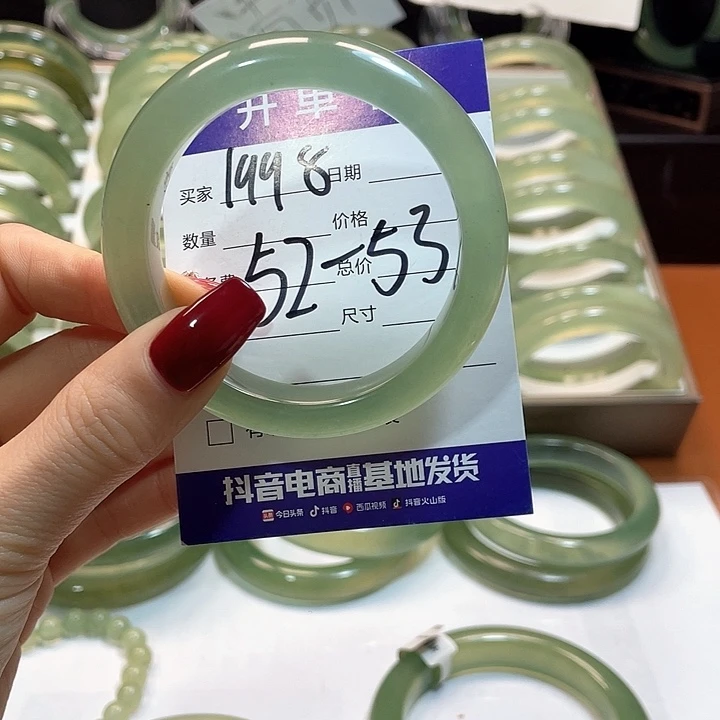 开单
买家 1998 日期
数量 价格
52-53 总价
尺寸
抖音电商直播基地发货
今日头条 抖音 西瓜视频 抖音火山版